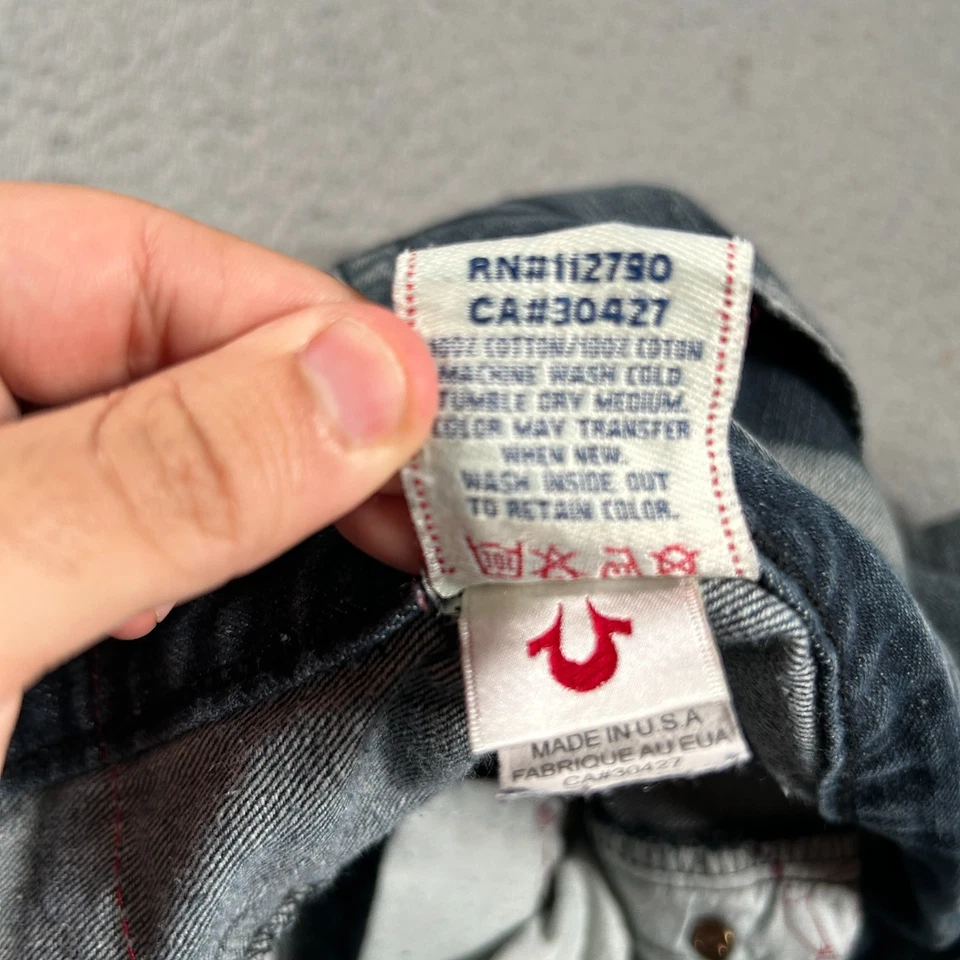 RN#112790
CA#30427
100% COTTON/100% COTON
MACHINE WASH COLD.
TUMBLE DRY MEDIUM.
COLOR MAY TRANSFER
WHEN NEW.
WASH INSIDE OUT
TO RETAIN COLOR.
MADE IN U.S.A
FABRIQUE AU EUA
CA#30427